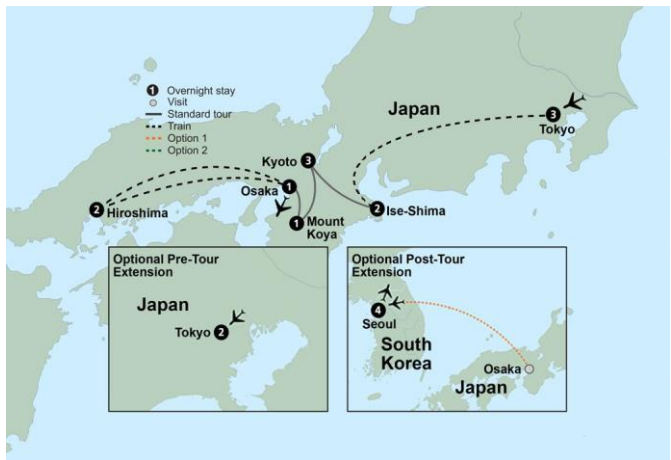 1 Overnight stay
Visit
Standard tour
Train
Option 1
Option 2
Japan
3
Tokyo
Kyoto 3
Osaka 1
2 Hiroshima
2 Ise-Shima
1 Mount
Koya
Optional Pre-Tour
Extension
Japan
Tokyo 2
Optional Post-Tour
Extension
4
Seoul
South
Korea
Osaka
Japan